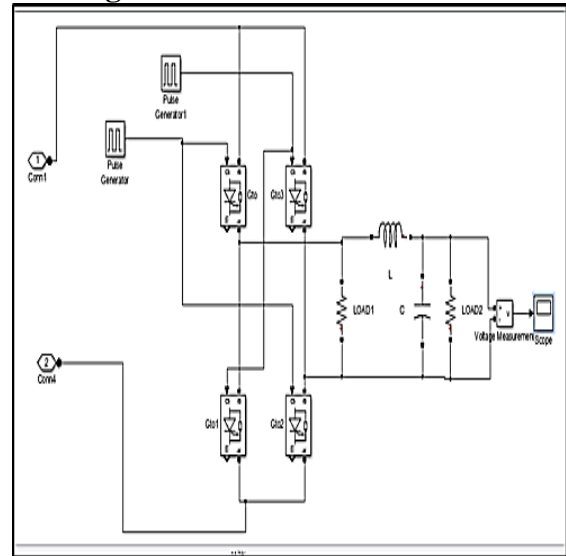 Pulse
Generator1
1
Conn1
Pulse
Generator
Gto
Gto3
L
LOAD1
C
LOAD2
Voltage Measurement
Scope
2
Conn4
Gto1
Gto2